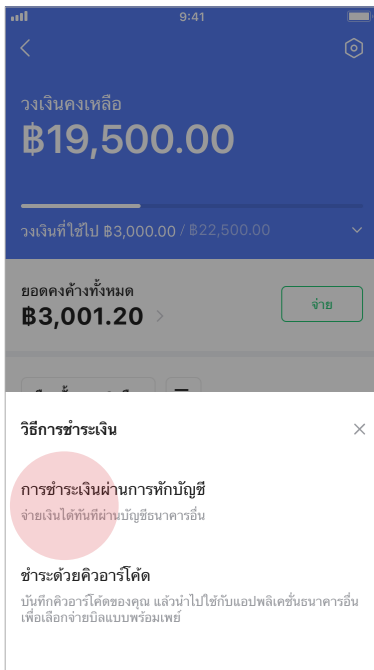 9:41
วงเงินคงเหลือ
฿19,500.00
วงเงินที่ใช้ไป ฿3,000.00 / ฿22,500.00
ยอดคงค้างทั้งหมด
฿3,001.20
จ่าย
วิธีการชำระเงิน
การชำระเงินผ่านการหักบัญชี
จ่ายเงินได้ทันทีผ่านบัญชีธนาคารอื่น
ชำระด้วยคิวอาร์โค้ด
บันทึกคิวอาร์โค้ดของคุณ แล้วนำไปใช้กับแอปพลิเคชั่นธนาคารอื่น
เพื่อเลือกจ่ายบิลแบบพร้อมเพย์